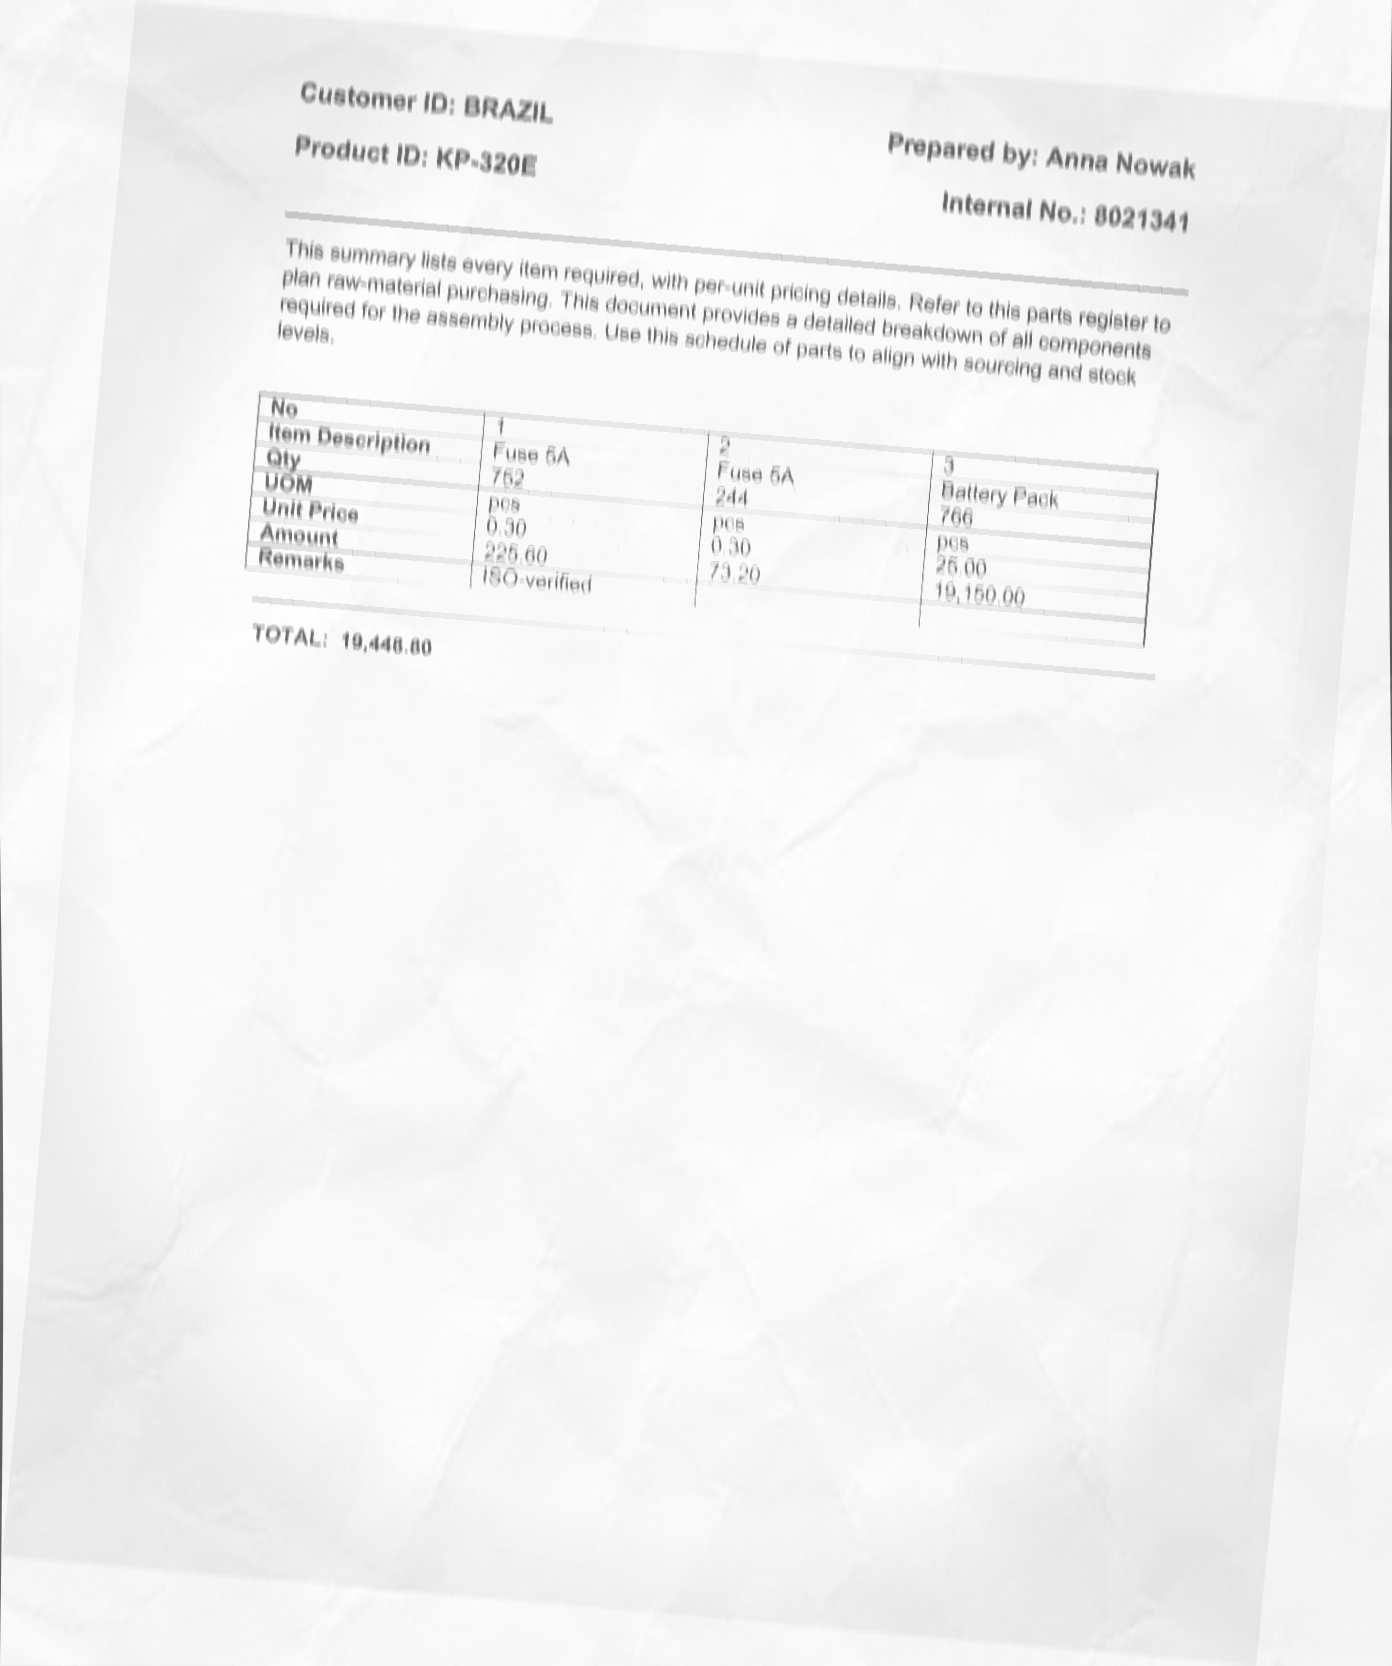 Customer ID: BRAZIL
Product ID: KP-320E
Prepared by: Anna Nowak
Internal No.: 8021341
This summary lists every item required, with per-unit pricing details. Refer to this parts register to
plan raw-material purchasing. This document provides a detailed breakdown of all components
required for the assembly process. Use this schedule of parts to align with sourcing and stock
levels.
No 1 2 3
Item Description Fuse 5A Fuse 5A Battery Pack
Qty 752 244 766
UOM pcs pcs pcs
Unit Price 0.30 0.30 25.00
Amount 225.60 73.20 19,150.00
Remarks ISO-verified
TOTAL: 19,448.80